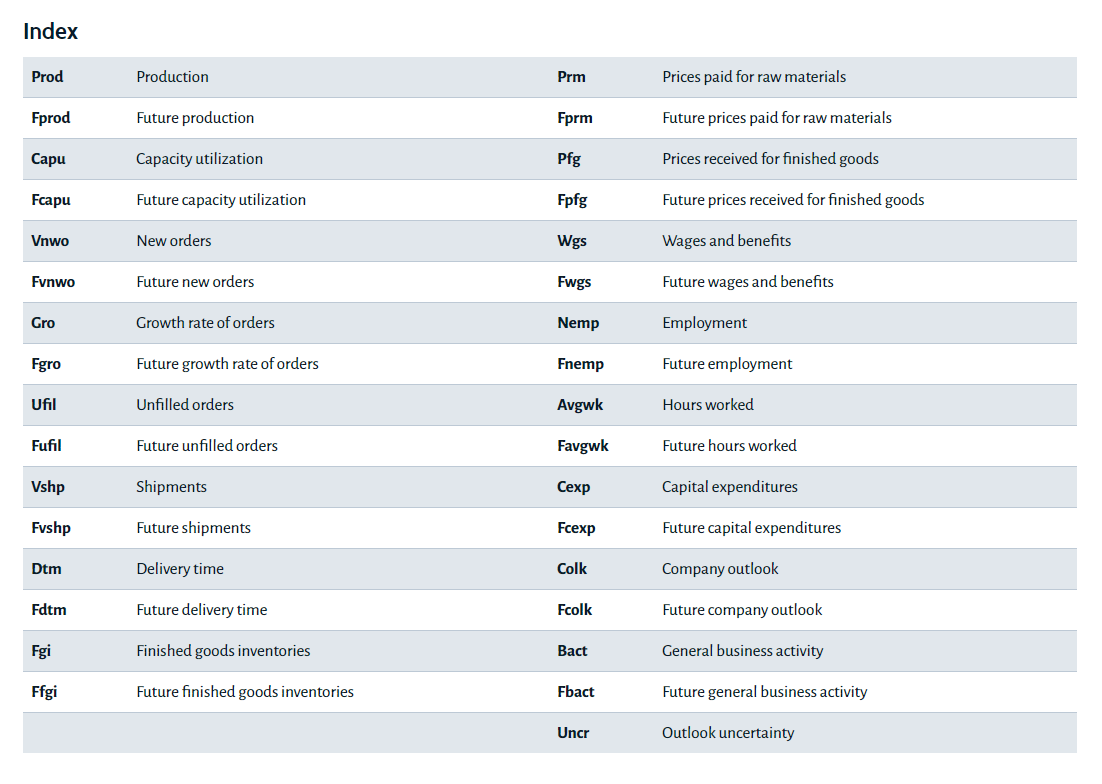 Index
Prod Production Prm Prices paid for raw materials
Fprod Future production Fprm Future prices paid for raw materials
Capu Capacity utilization Pfg Prices received for finished goods
Fcapu Future capacity utilization Fpfg Future prices received for finished goods
Vnwo New orders Wgs Wages and benefits
Fvnwo Future new orders Fwgs Future wages and benefits
Gro Growth rate of orders Nemp Employment
Fgro Future growth rate of orders Fnemp Future employment
Ufil Unfilled orders Avgwk Hours worked
Fufil Future unfilled orders Favgwk Future hours worked
Vshp Shipments Cexp Capital expenditures
Fvshp Future shipments Fcexp Future capital expenditures
Dtm Delivery time Colk Company outlook
Fdtm Future delivery time Fcolk Future company outlook
Fgi Finished goods inventories Bact General business activity
Ffgi Future finished goods inventories Fbact Future general business activity
Uncr Outlook uncertainty